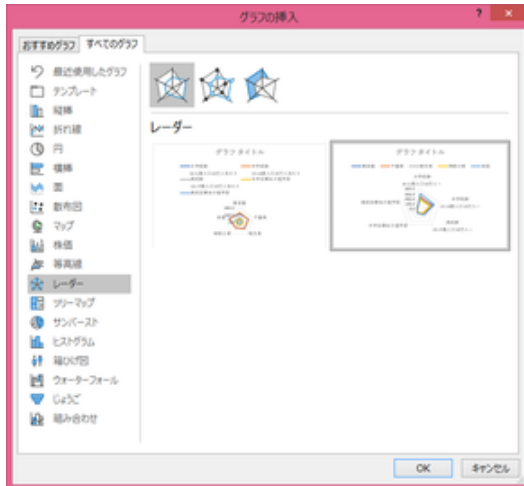 グラフの挿入
?
×
おすすめグラフ
すべてのグラフ
最近使用したグラフ
テンプレート
縦棒
折れ線
円
横棒
面
散布図
マップ
株価
等高線
レーダー
ツリーマップ
サンバースト
ヒストグラム
箱ひげ図
ウォーターフォール
じょうご
組み合わせ
レーダー
グラフ タイトル
グラフ タイトル
OK
キャンセル